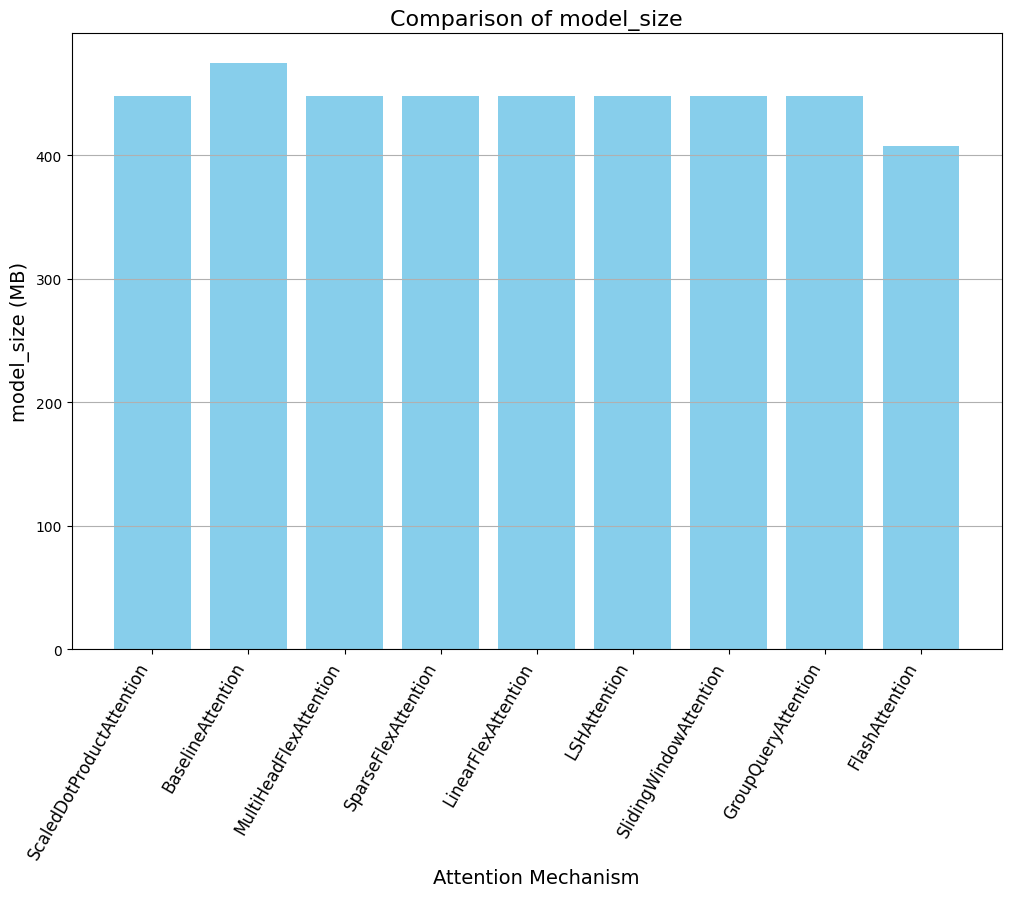 Comparison of model_size
model_size (MB)
400
300
200
100
0
ScaledDotProductAttention
BaselineAttention
MultiHeadFlexAttention
SparseFlexAttention
LinearFlexAttention
LSHAttention
SlidingWindowAttention
GroupQueryAttention
FlashAttention
Attention Mechanism